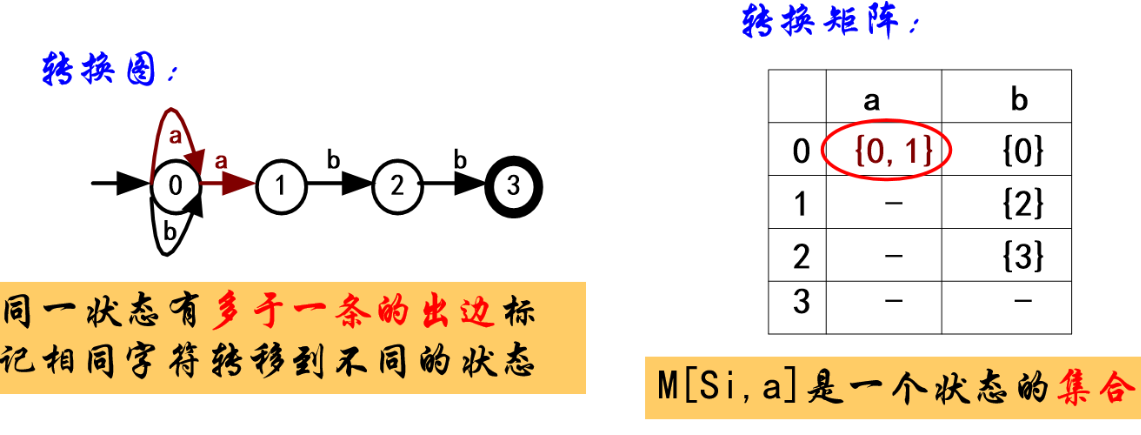 转换图：
a
a
b
b
0
1
2
3
b
同一状态有多于一条的出边标
记相同字符转移到不同的状态
转换矩阵：
a b
0 {0, 1} {0}
1 － {2}
2 － {3}
3 － －
M[Si,a]是一个状态的集合